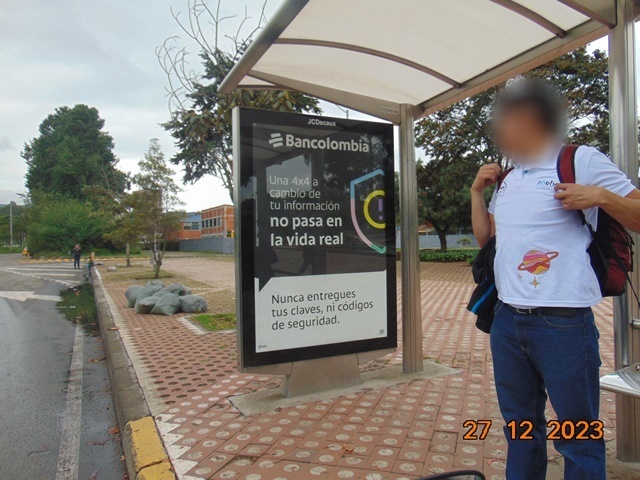 JCDecaux
Bancolombia
Una 4x4 a
cambio de
tu información
no pasa en
la vida real
Nunca entregues
tus claves, ni códigos
de seguridad.
27 12 2023